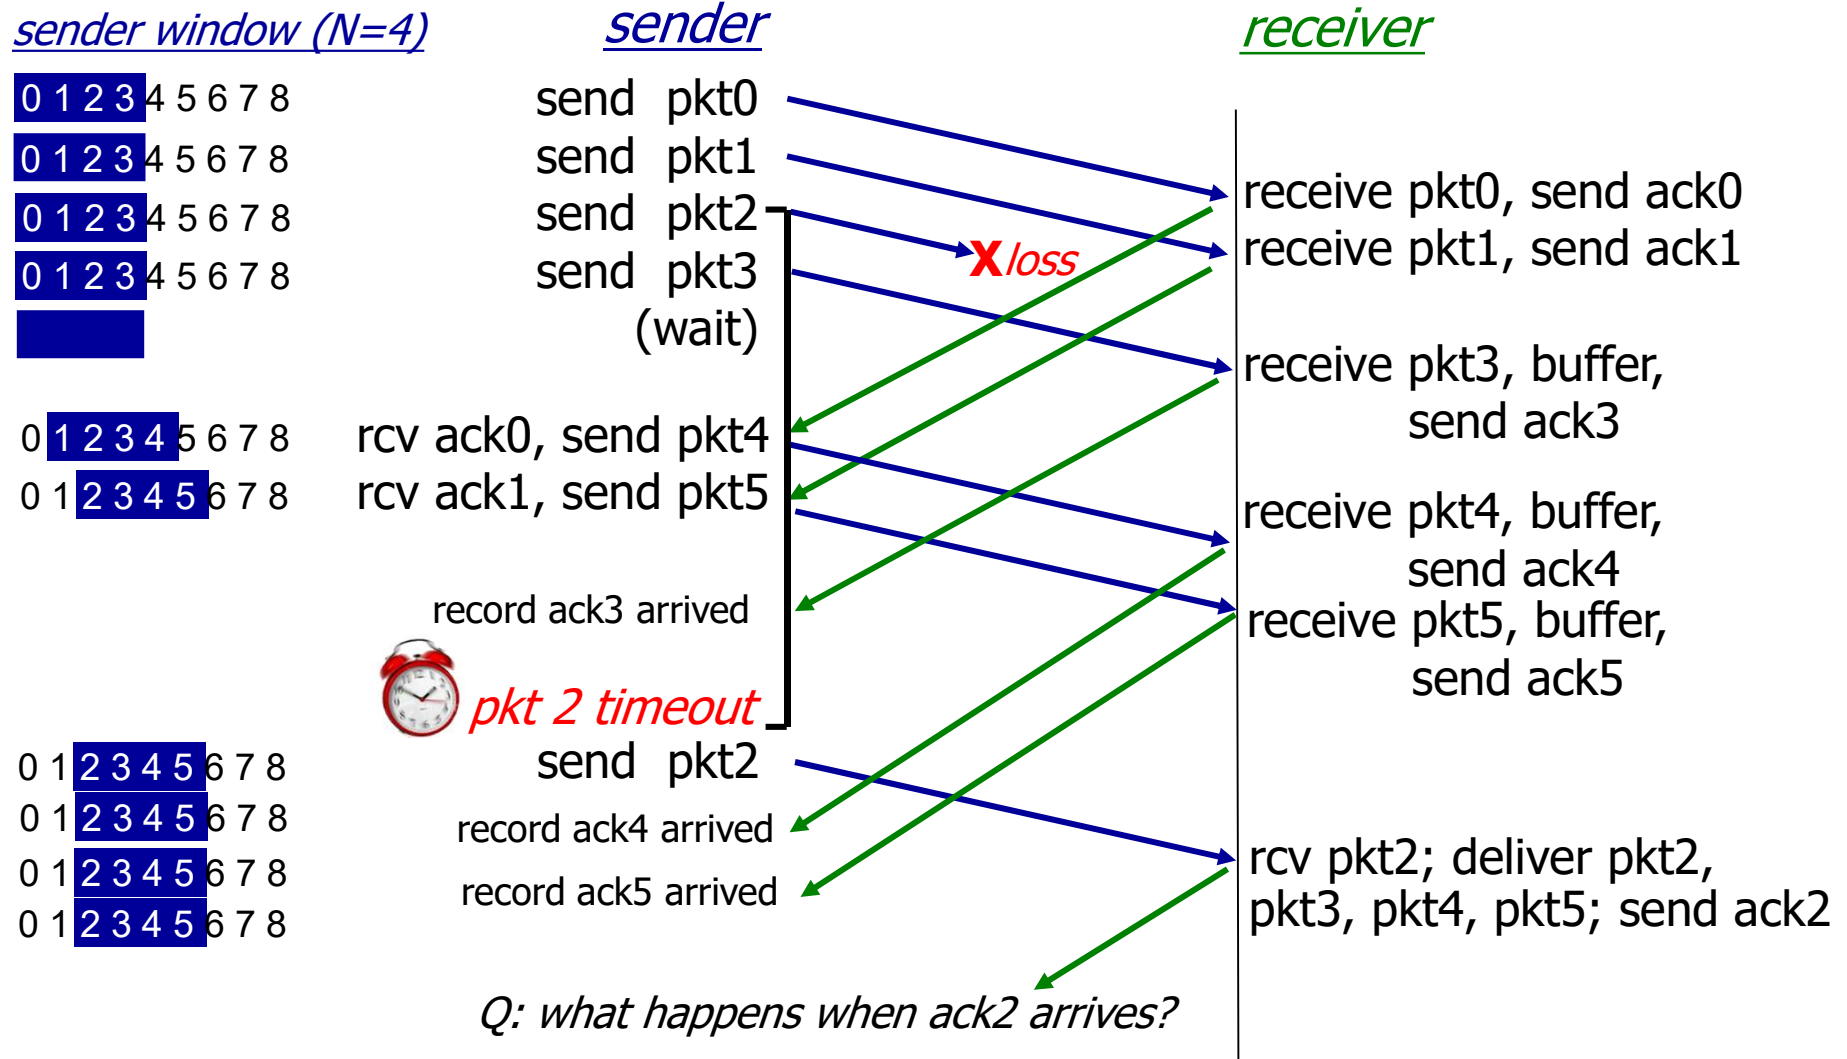 sender window (N=4)
sender
receiver
0 1 2 3 4 5 6 7 8
send pkt0
0 1 2 3 4 5 6 7 8
send pkt1
receive pkt0, send ack0
0 1 2 3 4 5 6 7 8
send pkt2
receive pkt1, send ack1
X loss
0 1 2 3 4 5 6 7 8
send pkt3
(wait)
receive pkt3, buffer,
send ack3
0 1 2 3 4 5 6 7 8
rcv ack0, send pkt4
0 1 2 3 4 5 6 7 8
rcv ack1, send pkt5
receive pkt4, buffer,
send ack4
record ack3 arrived
receive pkt5, buffer,
send ack5
pkt 2 timeout
0 1 2 3 4 5 6 7 8
send pkt2
0 1 2 3 4 5 6 7 8
record ack4 arrived
0 1 2 3 4 5 6 7 8
record ack5 arrived
rcv pkt2; deliver pkt2,
pkt3, pkt4, pkt5; send ack2
0 1 2 3 4 5 6 7 8
Q: what happens when ack2 arrives?